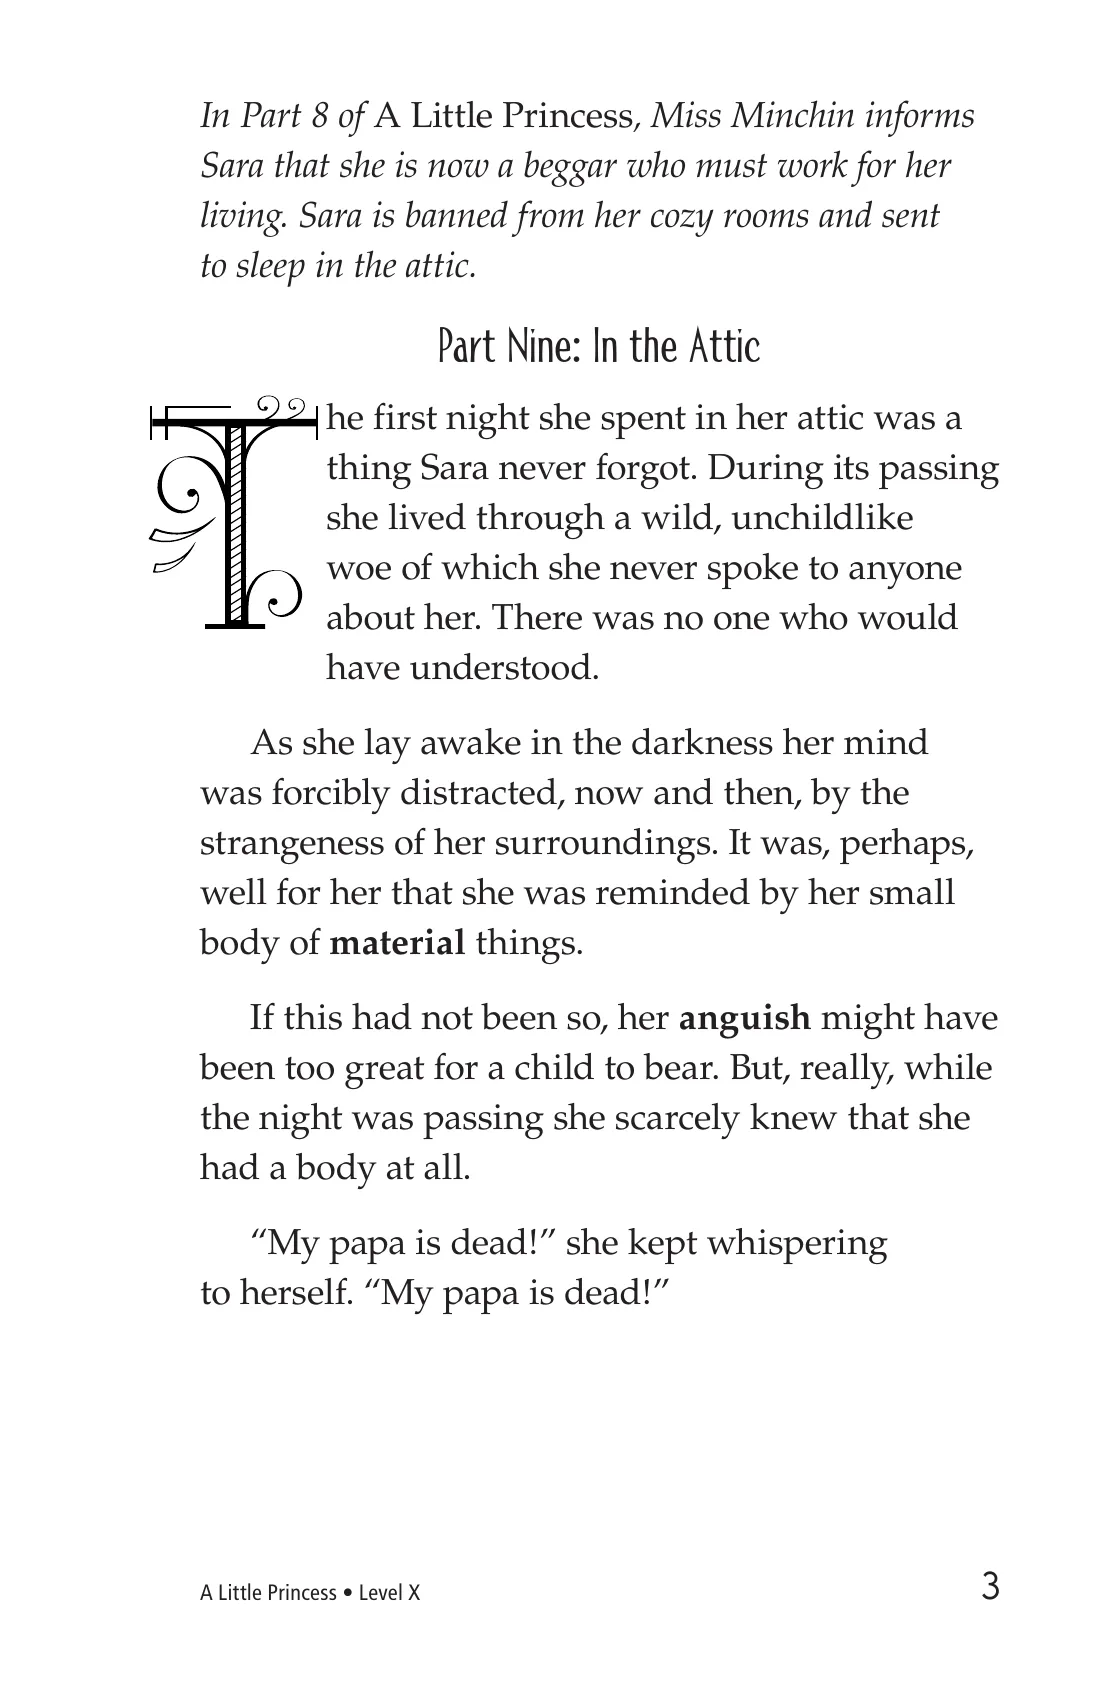 In Part 8 of A Little Princess, Miss Minchin informs
Sara that she is now a beggar who must work for her
living. Sara is banned from her cozy rooms and sent
to sleep in the attic.
Part Nine: In the Attic
The first night she spent in her attic was a
thing Sara never forgot. During its passing
she lived through a wild, unchildlike
woe of which she never spoke to anyone
about her. There was no one who would
have understood.
As she lay awake in the darkness her mind
was forcibly distracted, now and then, by the
strangeness of her surroundings. It was, perhaps,
well for her that she was reminded by her small
body of material things.
If this had not been so, her anguish might have
been too great for a child to bear. But, really, while
the night was passing she scarcely knew that she
had a body at all.
“My papa is dead!” she kept whispering
to herself. “My papa is dead!”
A Little Princess • Level X
3